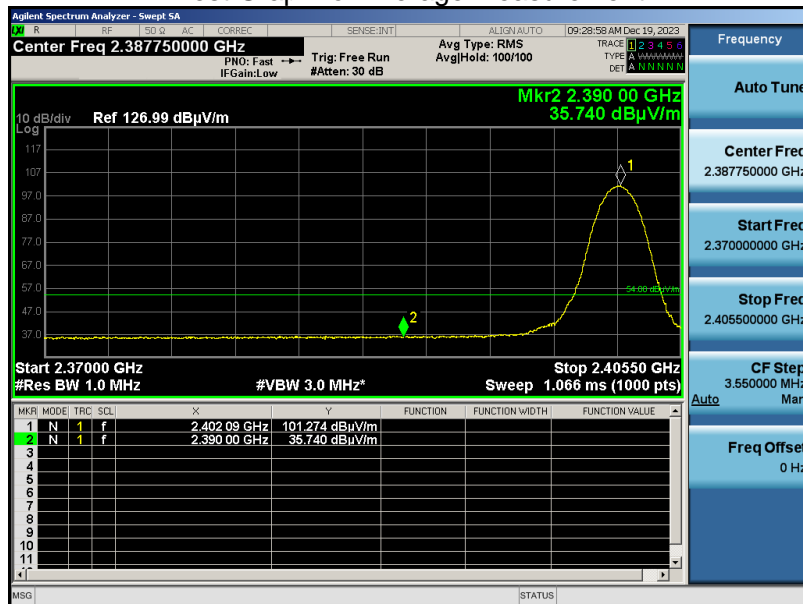 Agilent Spectrum Analyzer - Swept SA
LXI R RF 50 Ω AC CORREC SENSE:INT ALIGN AUTO 09:28:58 AM Dec 19, 2023
Center Freq 2.387750000 GHz
PNO: Fast
IFGain:Low
Trig: Free Run
#Atten: 30 dB
Avg Type: RMS
Avg|Hold: 100/100
TRACE 1 2 3 4 5 6
TYPE A WWWWW
DET A N N N N N
Mkr2 2.390 00 GHz
35.740 dBµV/m
10 dB/div Ref 126.99 dBµV/m
Log
117
107
97.0
87.0
77.0
67.0
57.0
47.0
37.0
1
54.00 dBµV/m
2
Start 2.37000 GHz Stop 2.40550 GHz
#Res BW 1.0 MHz #VBW 3.0 MHz* Sweep 1.066 ms (1000 pts)
MKR MODE TRC SCL X Y FUNCTION FUNCTION WIDTH FUNCTION VALUE
1 N 1 f 2.402 09 GHz 101.274 dBµV/m
2 N 1 f 2.390 00 GHz 35.740 dBµV/m
3
4
5
6
7
8
9
10
11
MSG STATUS
Frequency
Auto Tune
Center Freq
2.387750000 GHz
Start Freq
2.370000000 GHz
Stop Freq
2.405500000 GHz
CF Step
3.550000 MHz
Auto Man
Freq Offset
0 Hz